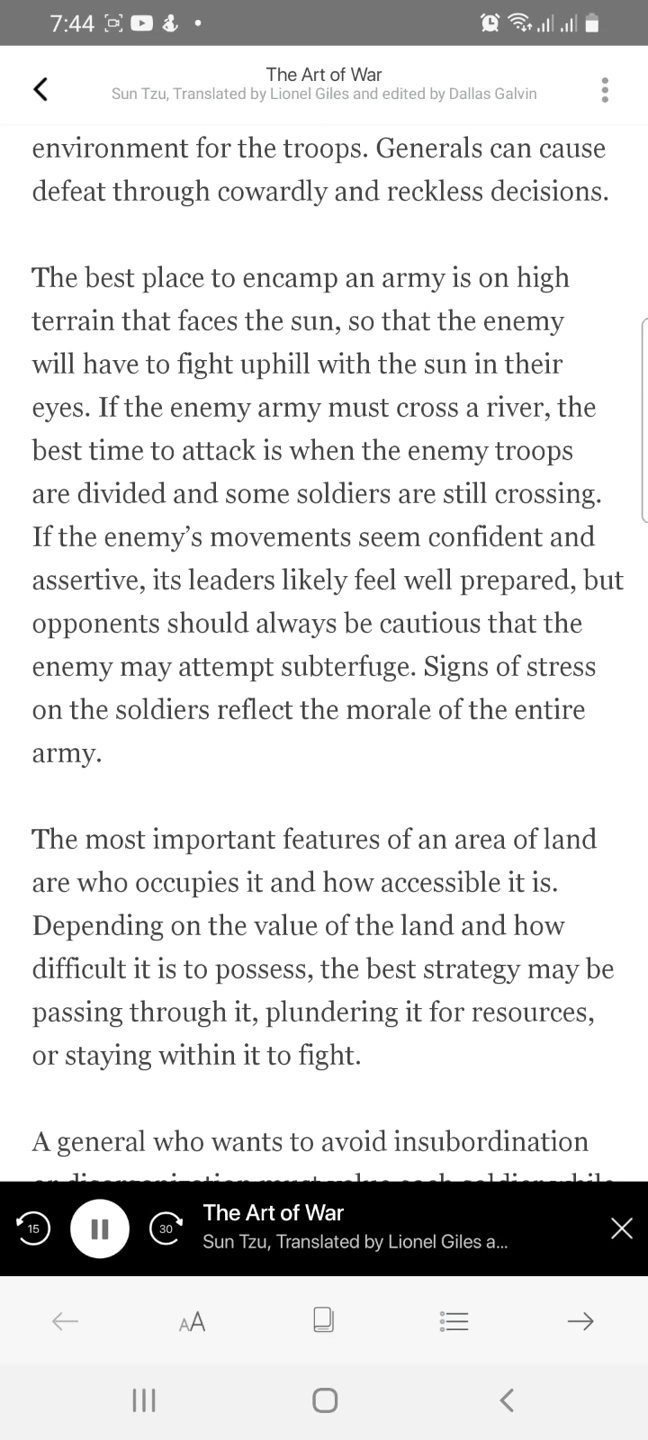 7:44
The Art of War
Sun Tzu, Translated by Lionel Giles and edited by Dallas Galvin
environment for the troops. Generals can cause
defeat through cowardly and reckless decisions.
The best place to encamp an army is on high
terrain that faces the sun, so that the enemy
will have to fight uphill with the sun in their
eyes. If the enemy army must cross a river, the
best time to attack is when the enemy troops
are divided and some soldiers are still crossing.
If the enemy’s movements seem confident and
assertive, its leaders likely feel well prepared, but
opponents should always be cautious that the
enemy may attempt subterfuge. Signs of stress
on the soldiers reflect the morale of the entire
army.
The most important features of an area of land
are who occupies it and how accessible it is.
Depending on the value of the land and how
difficult it is to possess, the best strategy may be
passing through it, plundering it for resources,
or staying within it to fight.
A general who wants to avoid insubordination
or disorganization must value each soldier while
15
30
The Art of War
Sun Tzu, Translated by Lionel Giles a...
AA